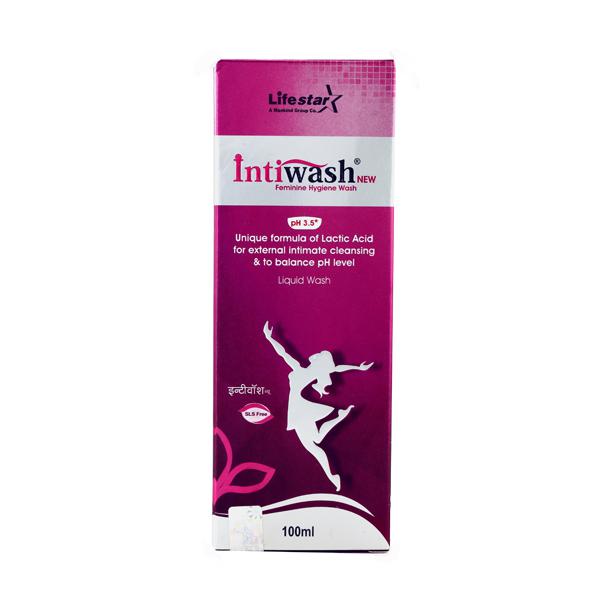 Lifestar
A Mankind Group Co.
Intiwash® NEW
Feminine Hygiene Wash
pH 3.5*
Unique formula of Lactic Acid
for external intimate cleansing
& to balance pH level
Liquid Wash
इन्टीवॉश न्यू
SLS Free
100ml